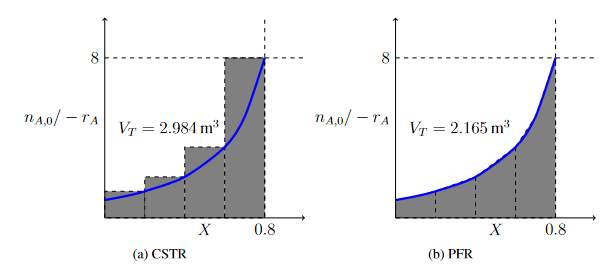 8
n_{A,0}/ − r_A
V_T = 2.984 m³
X
0.8
(a) CSTR
8
n_{A,0}/ − r_A
V_T = 2.165 m³
X
0.8
(b) PFR